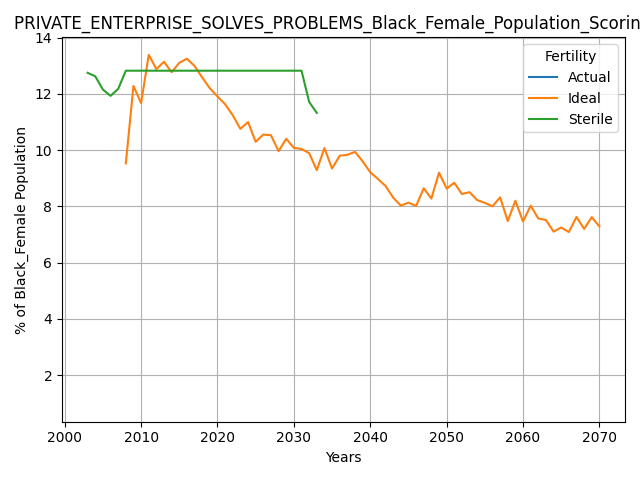 PRIVATE_ENTERPRISE_SOLVES_PROBLEMS_Black_Female_Population_Scorin
Fertility
Actual
Ideal
Sterile
% of Black_Female Population
14
12
10
8
6
4
2
2000 2010 2020 2030 2040 2050 2060 2070
Years